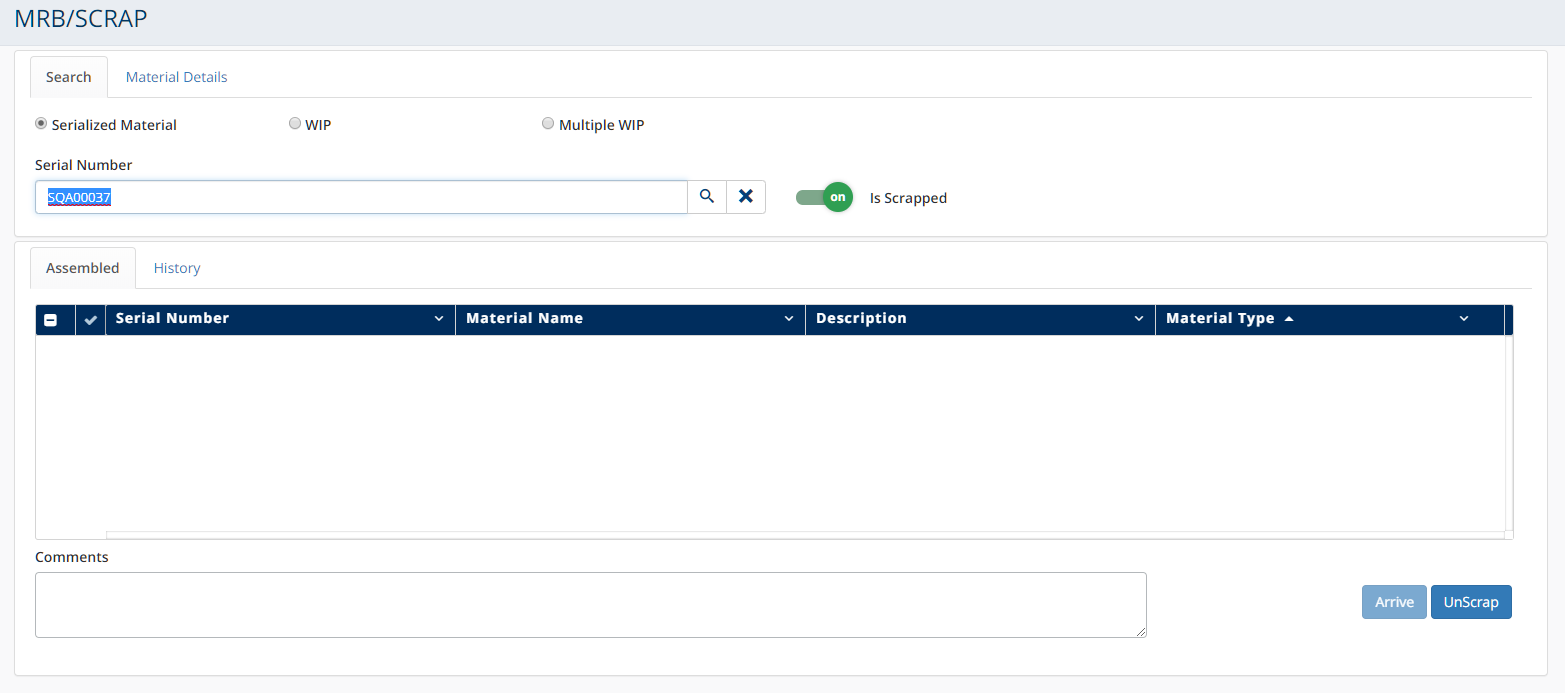 MRB/SCRAP
Search Material Details
Serialized Material WIP Multiple WIP
Serial Number
SQA00037 on Is Scrapped
Assembled History
Serial Number Material Name Description Material Type
Comments
Arrive UnScrap